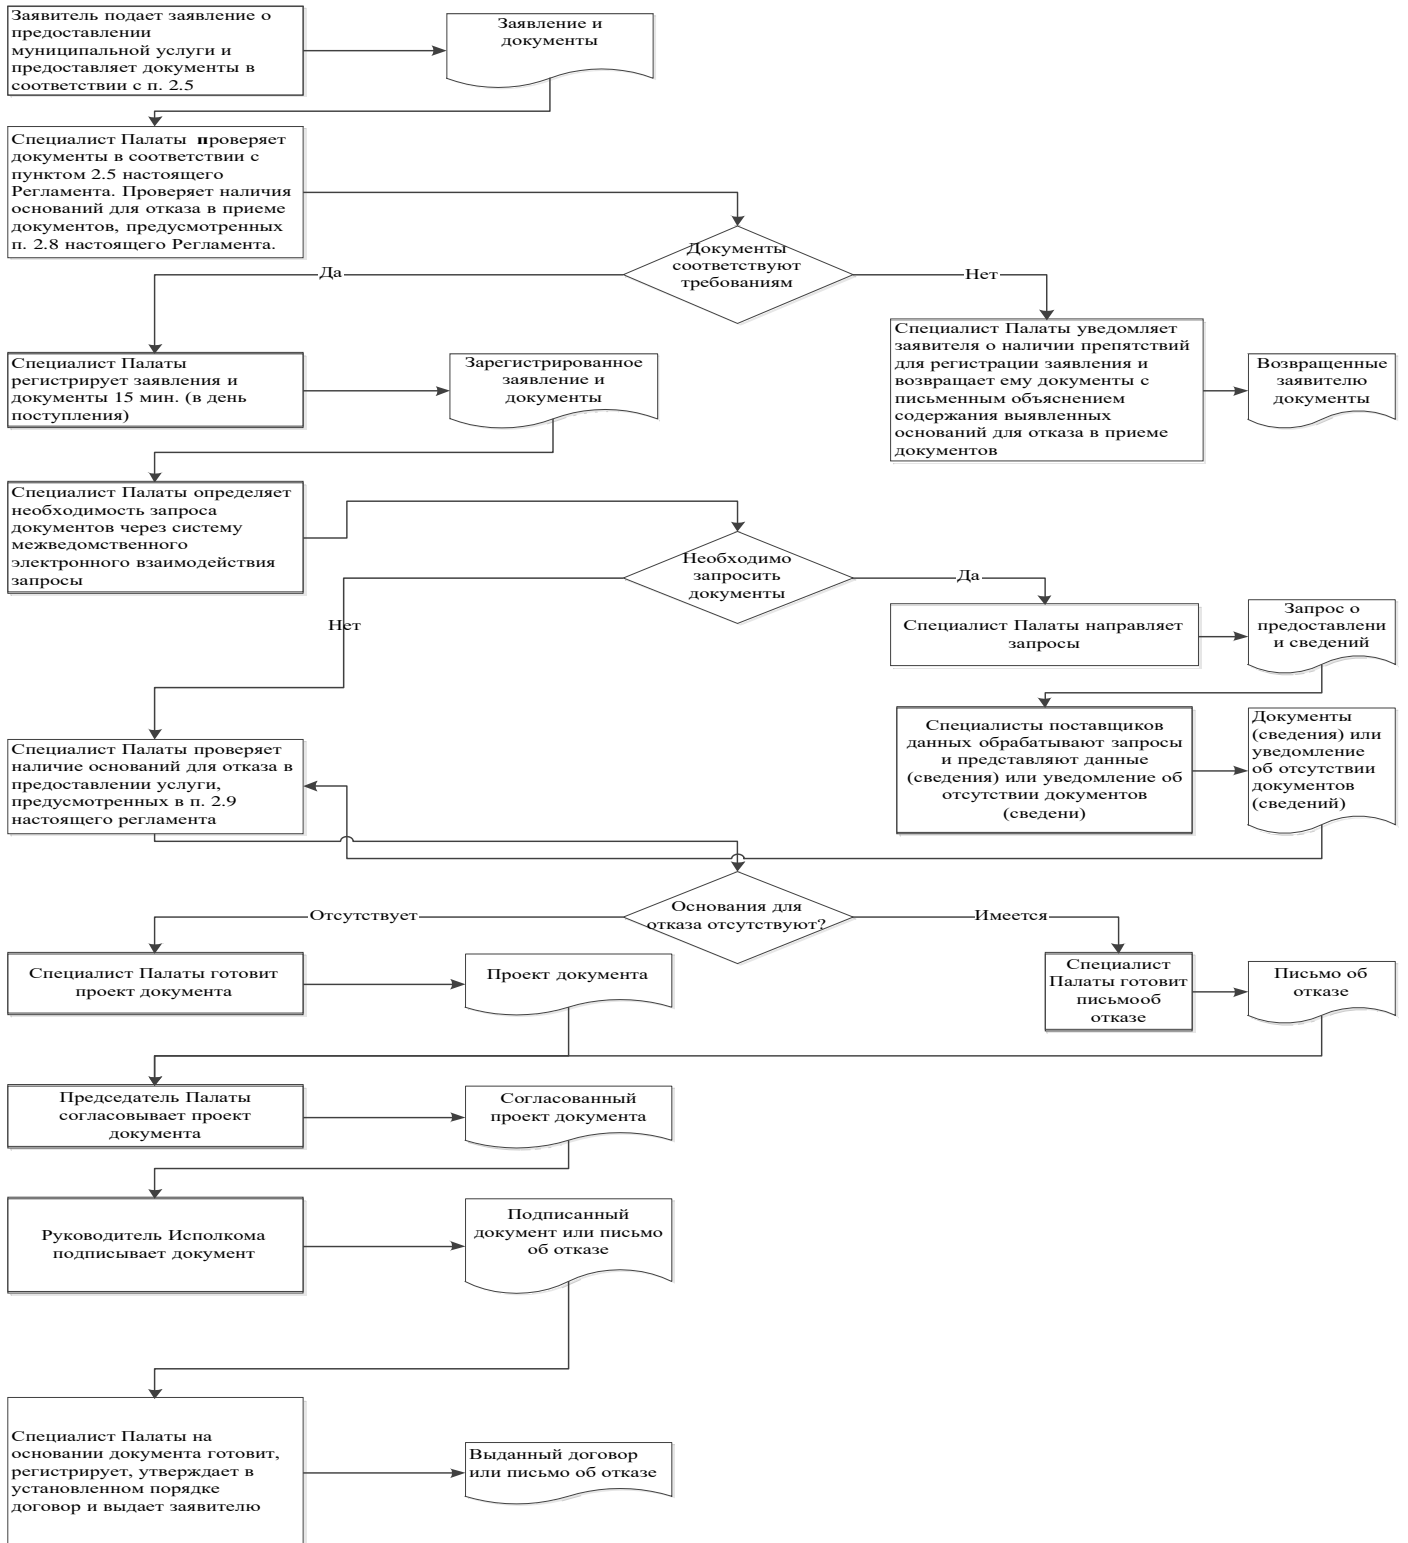 Заявитель подает заявление о
предоставлении
муниципальной услуги и
предоставляет документы в
соответствии с п. 2.5
Заявление и
документы
Специалист Палаты проверяет
документы в соответствии с
пунктом 2.5 настоящего
Регламента. Проверяет наличия
оснований для отказа в приеме
документов, предусмотренных
п. 2.8 настоящего Регламента.
Документы
соответствуют
требованиям
Да
Нет
Специалист Палаты
регистрирует заявления и
документы 15 мин. (в день
поступления)
Зарегистрированное
заявление и
документы
Специалист Палаты уведомляет
заявителя о наличии препятствий
для регистрации заявления и
возвращает ему документы с
письменным объяснением
содержания выявленных
оснований для отказа в приеме
документов
Возвращенные
заявителю
документы
Специалист Палаты определяет
необходимость запроса
документов через систему
межведомственного
электронного взаимодействия
запросы
Необходимо
запросить
документы
Да
Нет
Специалист Палаты направляет
запросы
Запрос о
предоставлени
и сведений
Специалисты поставщиков
данных обрабатывают запросы
и представляют данные
(сведения) или уведомление об
отсутствии документов
(сведени)
Документы
(сведения) или
уведомление
об отсутствии
документов
(сведений)
Специалист Палаты проверяет
наличие оснований для отказа в
предоставлении услуги,
предусмотренных в п. 2.9
настоящего регламента
Основания для
отказа отсутствуют?
Отсутствует
Имеется
Специалист Палаты готовит
проект документа
Проект документа
Специалист
Палаты готовит
письмооб
отказе
Письмо об
отказе
Председатель Палаты
согласовывает проект
документа
Согласованный
проект документа
Руководитель Исполкома
подписывает документ
Подписанный
документ или письмо
об отказе
Специалист Палаты на
основании документа готовит,
регистрирует, утверждает в
установленном порядке
договор и выдает заявителю
Выданный договор
или письмо об отказе